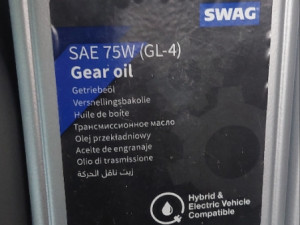 SWAG
SAE 75W (GL-4)
Gear oil
Getriebeöl
Versnellingsbakolie
Huile de boîte
Трансмиссионное масло
Olej przekładniowy
Aceite de engranaje
Olio di trasmissione
زيت ناقل الحركة
Hybrid &
Electric Vehicle
Compatible